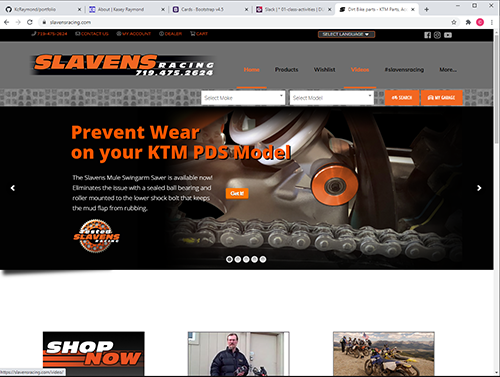 KzRaymond/portfolio
About | Kasey Raymond
Cards · Bootstrap v4.5
Slack | * 01-class-activities | Sl
Dirt Bike parts - KTM Parts, Ac
slavensracing.com
719-475-2624
CONTACT US
MY ACCOUNT
DEALER
CART
SELECT LANGUAGE
SLAVENS
RACING
719.475.2624
Home
Products
Wishlist
Videos
#slavensracing
More...
Select Make
Select Model
SEARCH
MY GARAGE
Prevent Wear
on your KTM PDS Model
The Slavens Mule Swingarm Saver is available now!
Eliminates the issue with a sealed ball bearing and
roller mounted to the lower shock bolt that keeps
the mud flap from rubbing.
Get It!
SLAVENS
RACING
SHOP
NOW
https://slavensracing.com/video/